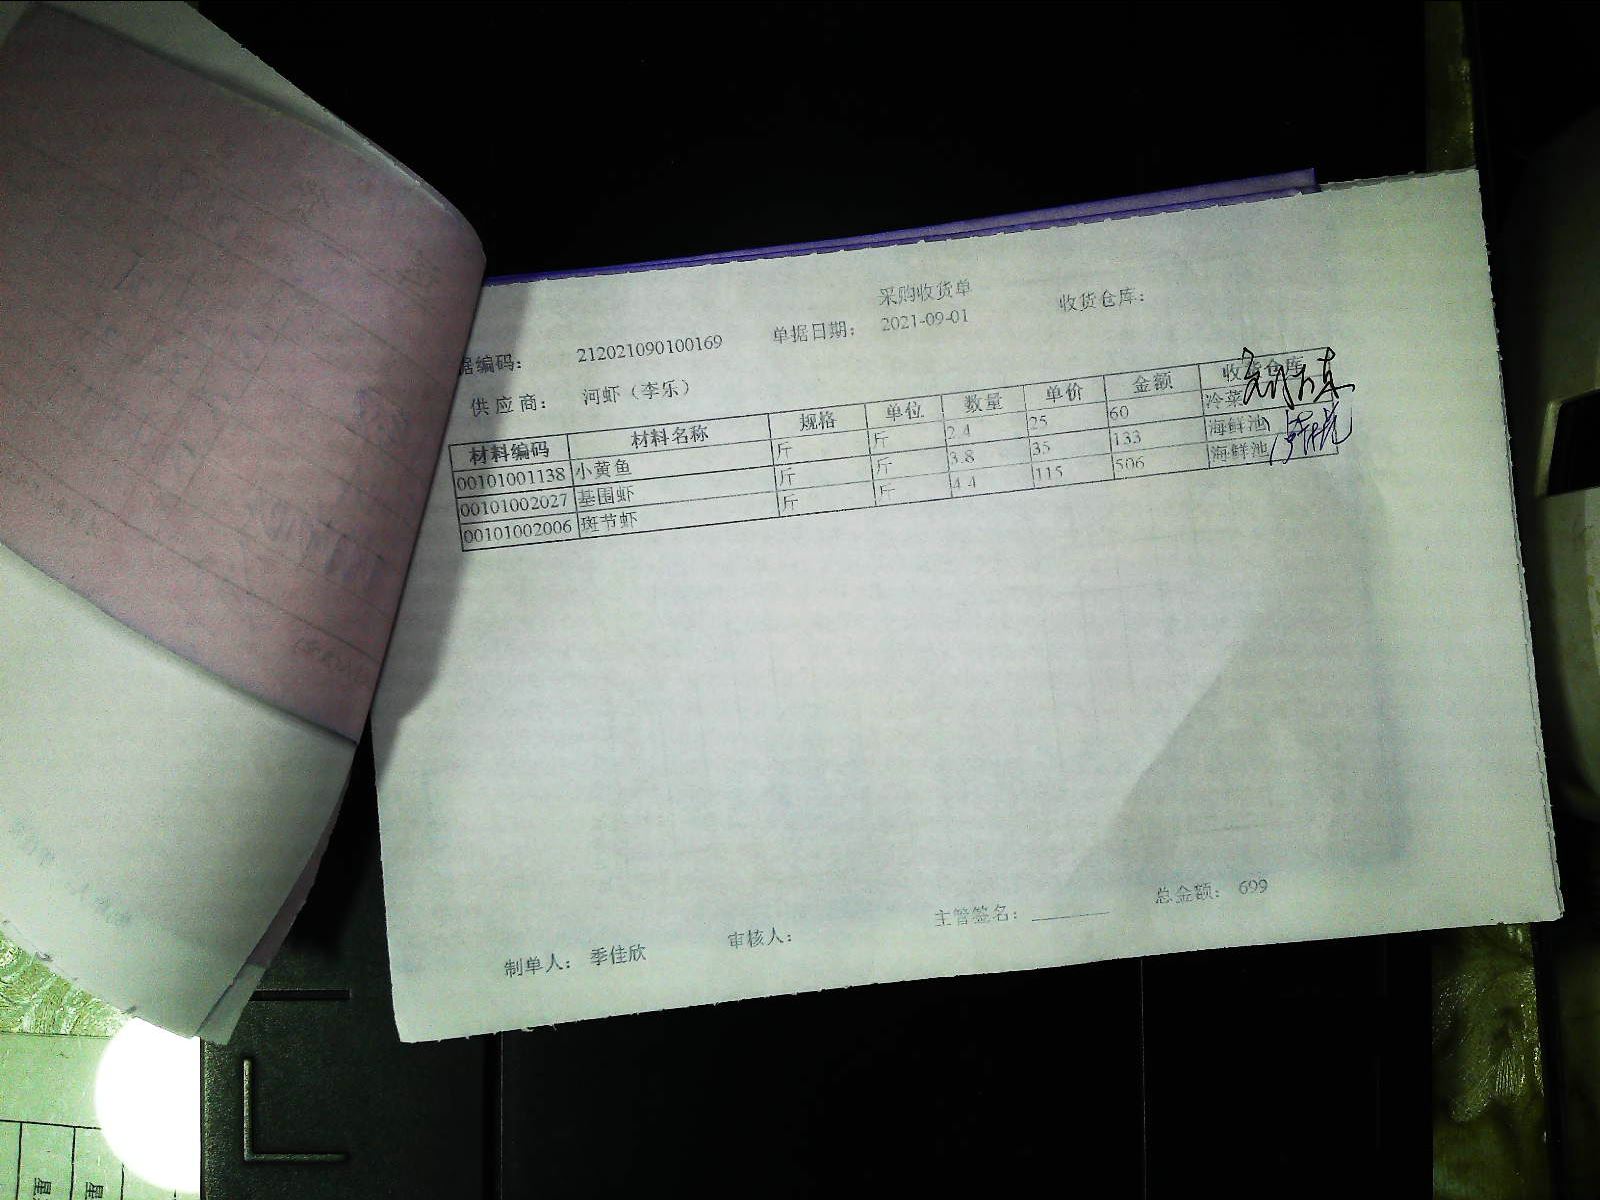 采购收货单
据编码： 212021090100169 单据日期： 2021-09-01 收货仓库：
供应商： 河虾（李乐）
材料编码 材料名称 规格 单位 数量 单价 金额 收货仓库
00101001138 小黄鱼 斤 斤 2.4 25 60 冷菜
00101002027 基围虾 斤 斤 3.8 35 133 海鲜池
00101002006 斑节虾 斤 斤 4.4 115 506 海鲜池
制单人： 季佳欣 审核人： 主管签名： 总金额： 699